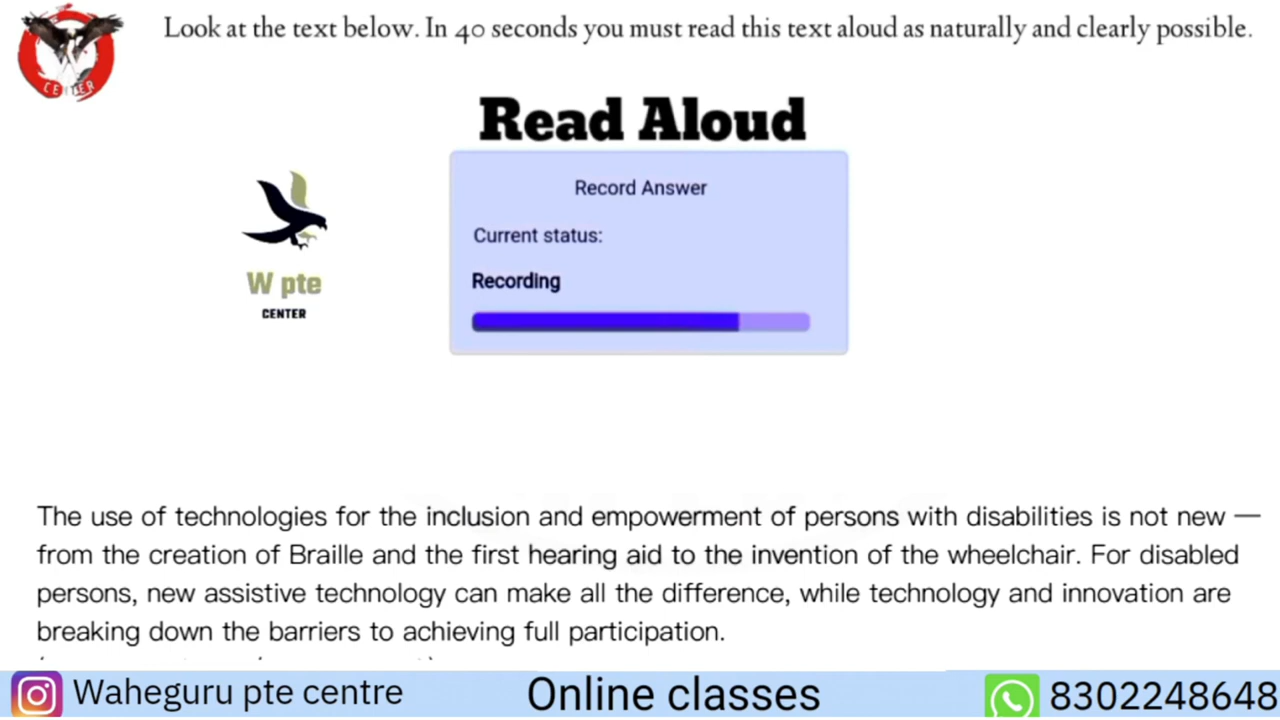 Look at the text below. In 40 seconds you must read this text aloud as naturally and clearly possible.
CENTER
Read Aloud
Record Answer
Current status:
Recording
W pte
CENTER
The use of technologies for the inclusion and empowerment of persons with disabilities is not new —
from the creation of Braille and the first hearing aid to the invention of the wheelchair. For disabled
persons, new assistive technology can make all the difference, while technology and innovation are
breaking down the barriers to achieving full participation.
Waheguru pte centre
Online classes
8302248648